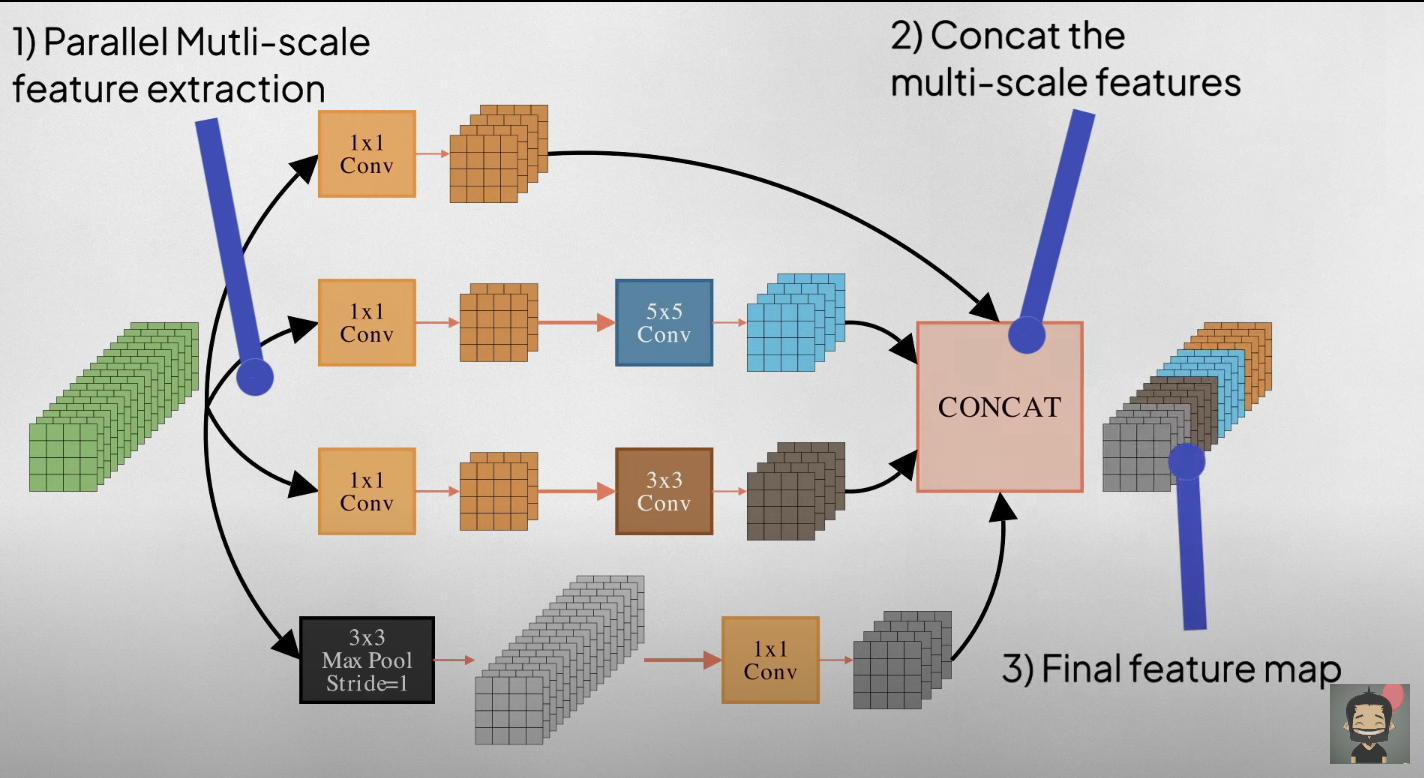 1) Parallel Mutli-scale
feature extraction
2) Concat the
multi-scale features
1x1
Conv
1x1
Conv
5x5
Conv
CONCAT
1x1
Conv
3x3
Conv
3x3
Max Pool
Stride=1
1x1
Conv
3) Final feature map